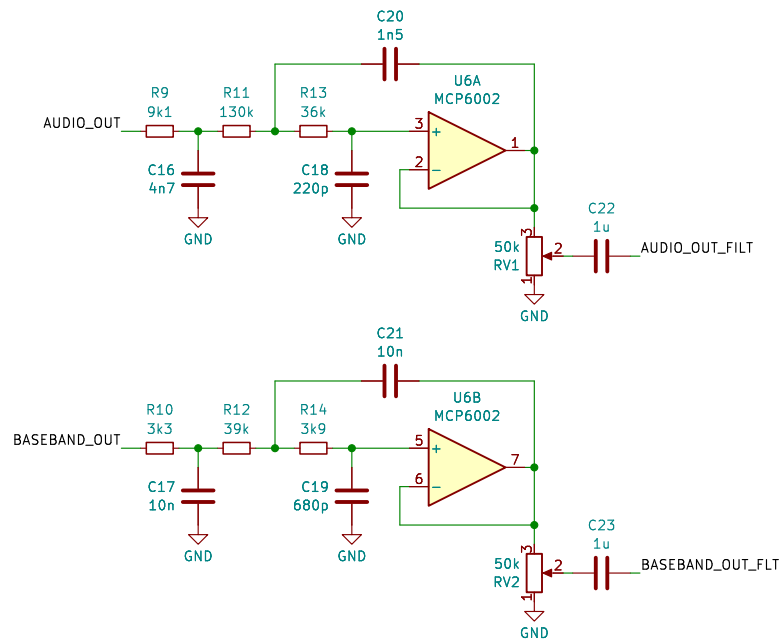 C20
1n5
U6A
MCP6002
R9
9k1
R11
130k
R13
36k
AUDIO_OUT
3
+
1
2
−
C16
4n7
C18
220p
GND
GND
C22
1u
3
50k
RV1
2
1
AUDIO_OUT_FILT
GND
C21
10n
U6B
MCP6002
R10
3k3
R12
39k
R14
3k9
BASEBAND_OUT
5
+
7
6
−
C17
10n
C19
680p
GND
GND
C23
1u
3
50k
RV2
2
1
BASEBAND_OUT_FLT
GND